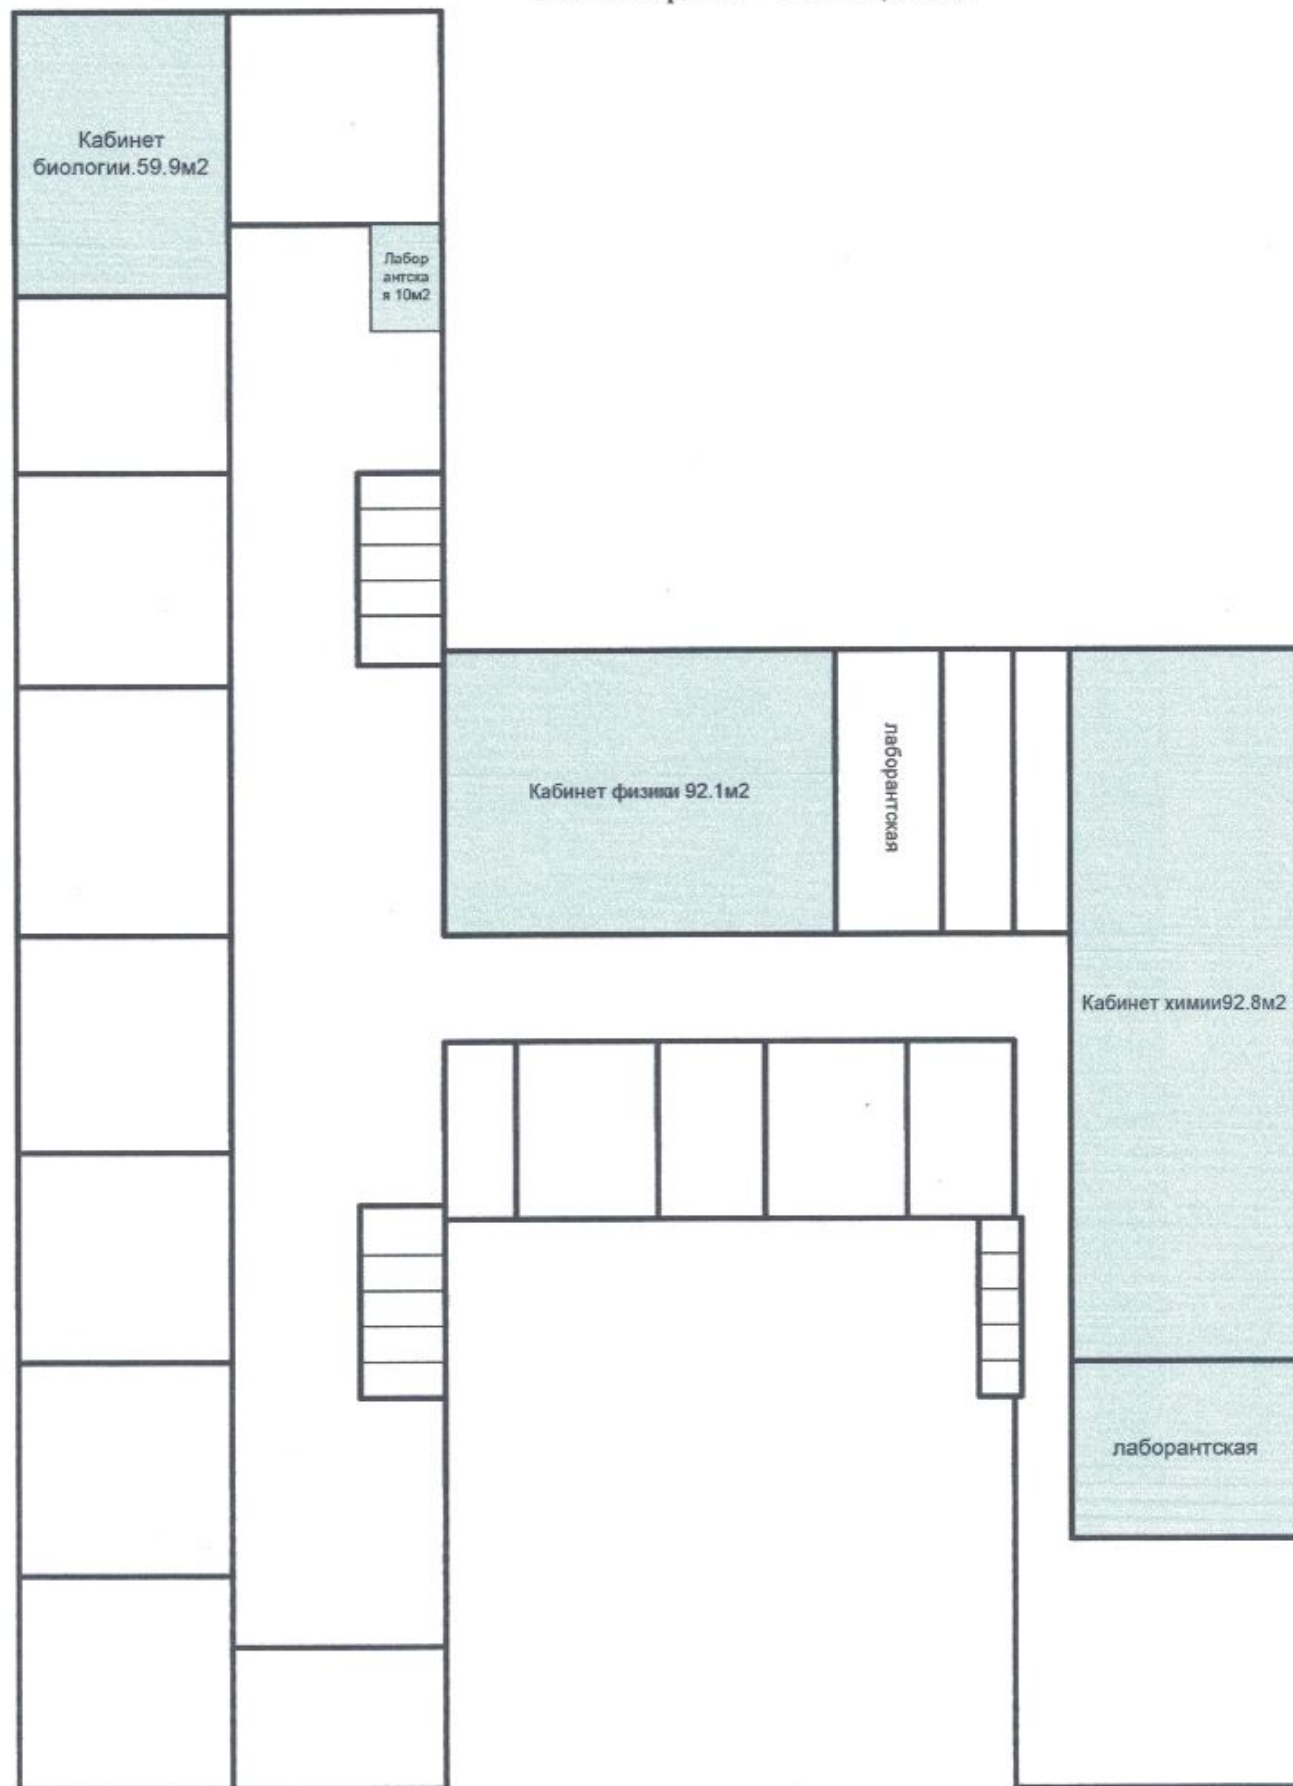 Кабинет
биологии.59.9м2
Лабор
антска
я 10м2
Кабинет физики 92.1м2
лаборантская
Кабинет химии92.8м2
лаборантская